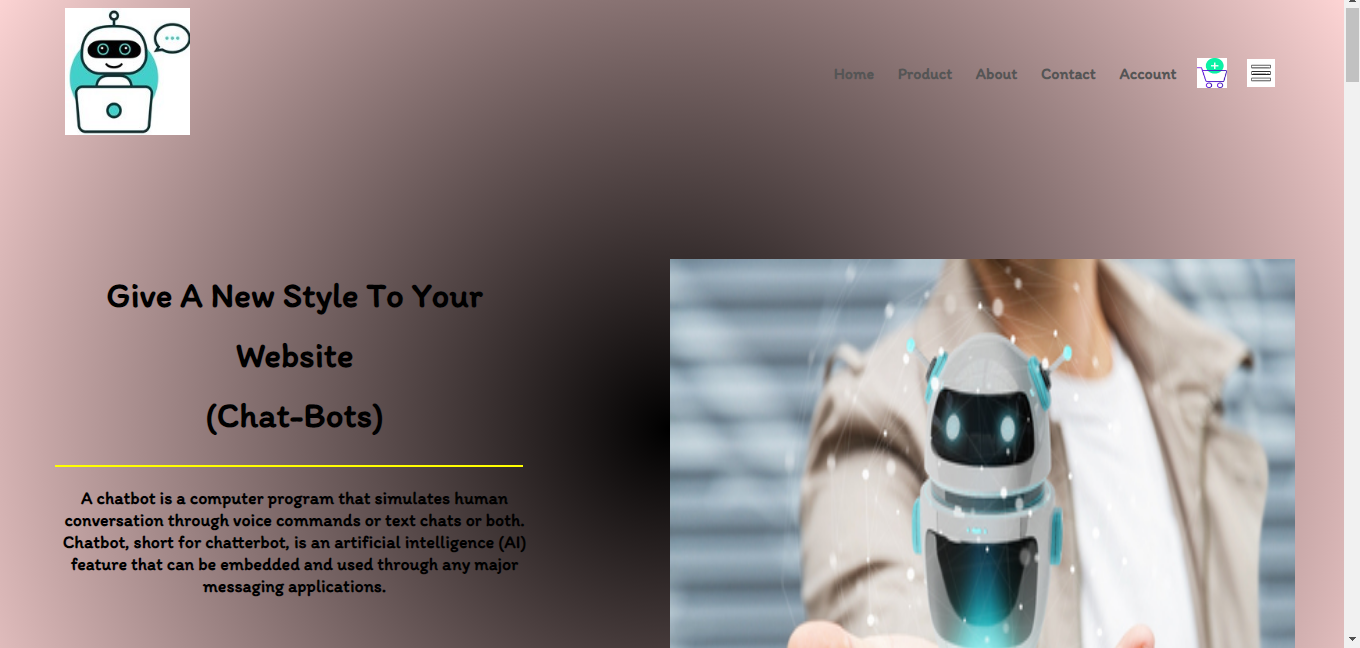 Home Product About Contact Account
Give A New Style To Your
Website
(Chat-Bots)
A chatbot is a computer program that simulates human
conversation through voice commands or text chats or both.
Chatbot, short for chatterbot, is an artificial intelligence (AI)
feature that can be embedded and used through any major
messaging applications.